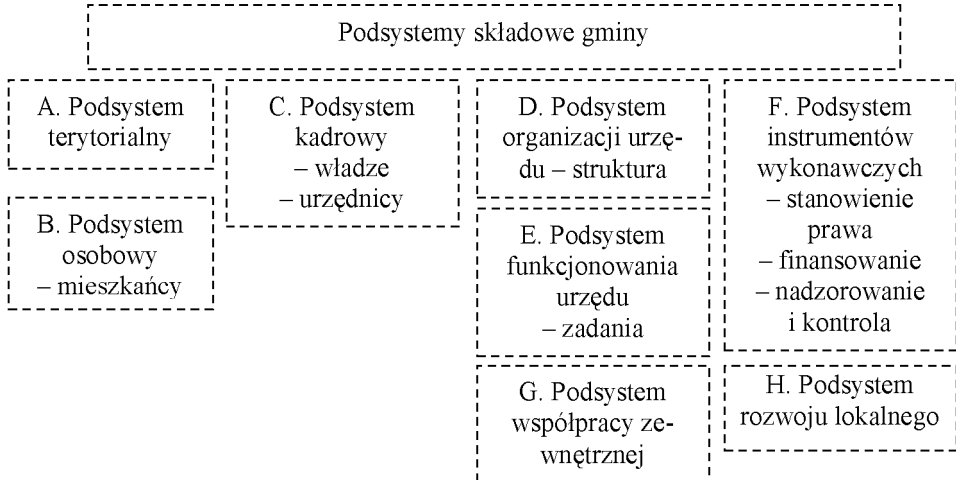 Podsystemy składowe gminy
A. Podsystem
terytorialny
B. Podsystem
osobowy
– mieszkańcy
C. Podsystem
kadrowy
– władze
– urzędnicy
D. Podsystem
organizacji urzę-
du – struktura
E. Podsystem
funkcjonowania
urzędu
– zadania
G. Podsystem
współpracy ze-
wnętrznej
F. Podsystem
instrumentów
wykonawczych
– stanowienie
prawa
– finansowanie
– nadzorowanie
i kontrola
H. Podsystem
rozwoju lokalnego